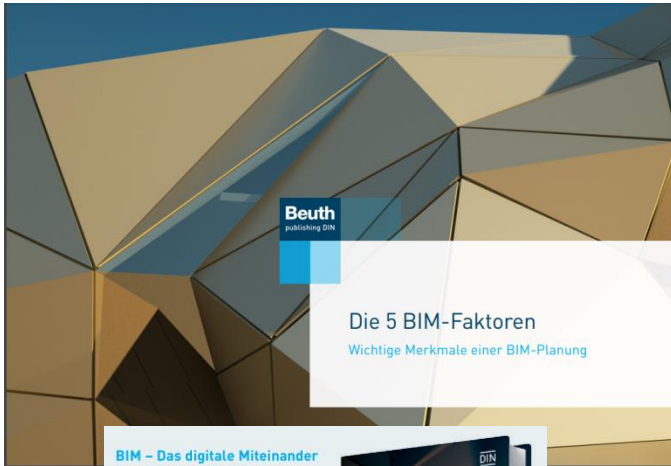 Beuth
publishing DIN
Die 5 BIM-Faktoren
Wichtige Merkmale einer BIM-Planung
BIM – Das digitale Miteinander
DIN